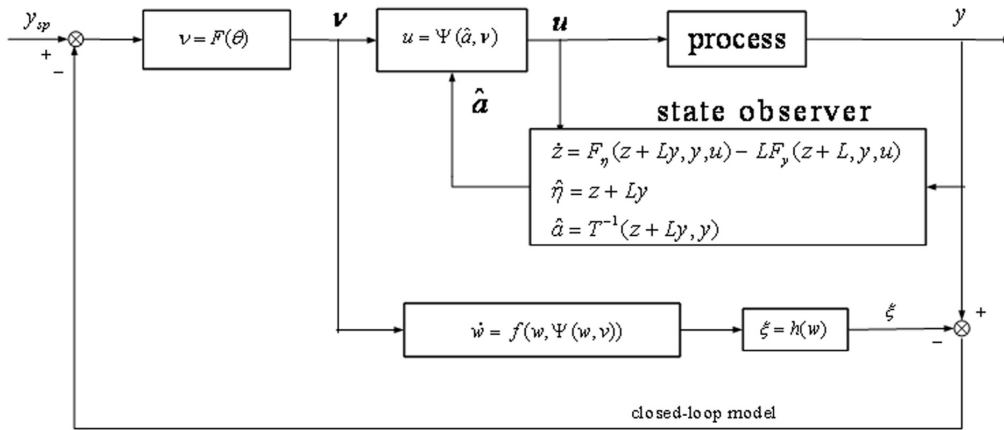 y_sp
+
−
ν = F(θ)
ν
u = Ψ(â, ν)
u
process
y
â
state observer
ż = F_η(z + Ly, y, u) − LF_y(z + L, y, u)
η̂ = z + Ly
â = T⁻¹(z + Ly, y)
ẇ = f(w, Ψ(w, ν))
ξ = h(w)
ξ
+
−
closed-loop model